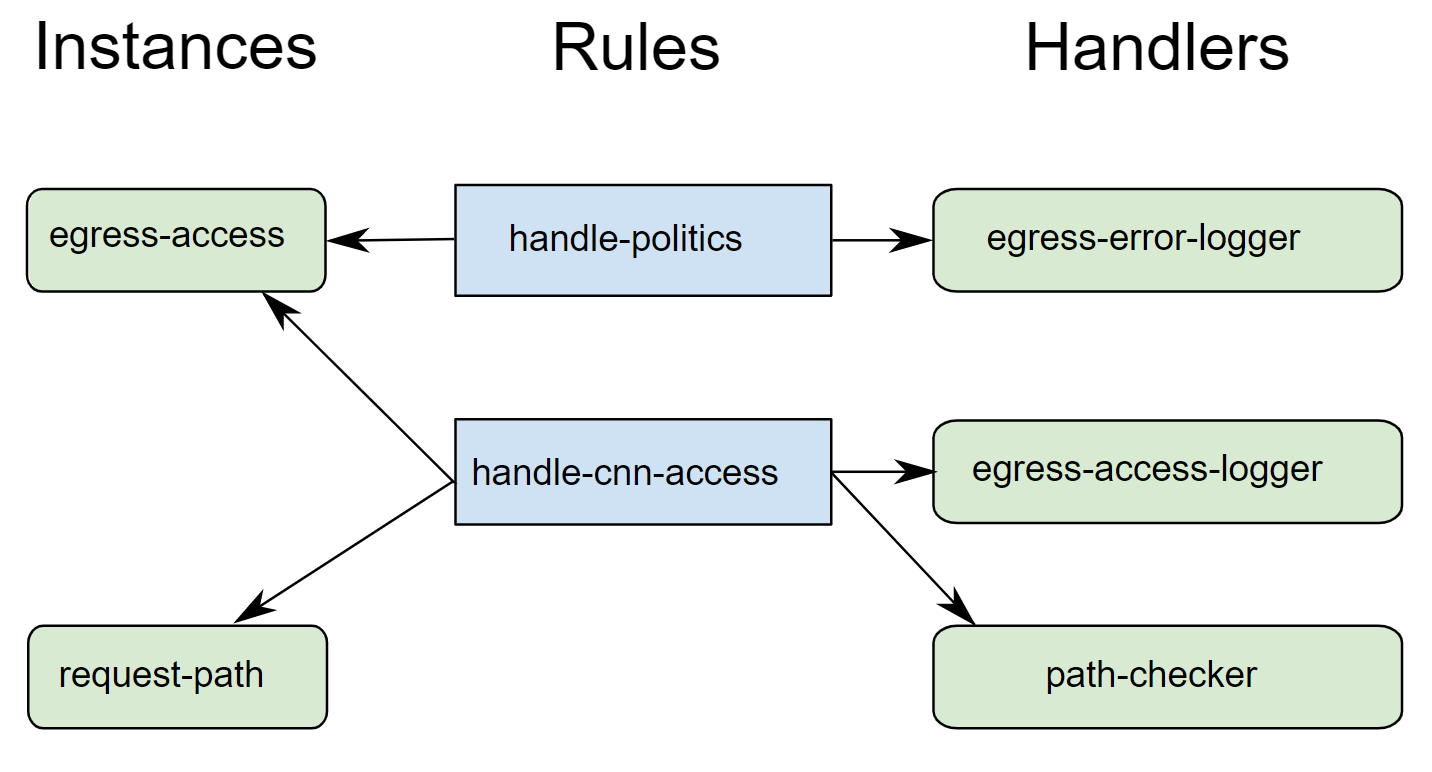 Instances
Rules
Handlers
egress-access
handle-politics
egress-error-logger
handle-cnn-access
egress-access-logger
request-path
path-checker